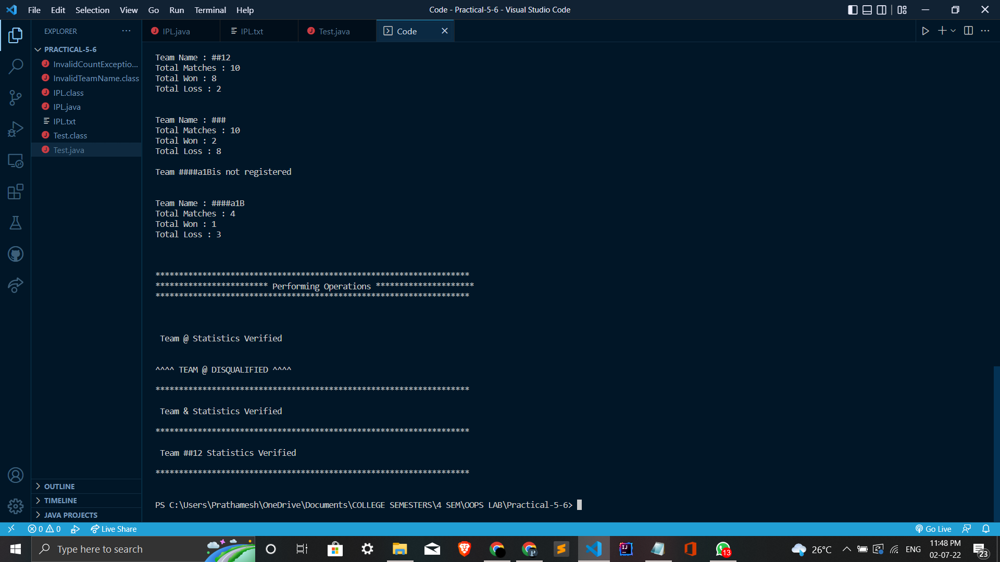 File Edit Selection View Go Run Terminal Help
Code - Practical-5-6 - Visual Studio Code
EXPLORER
IPL.java
IPL.txt
Test.java
Code
PRACTICAL-5-6
InvalidCountExceptio...
InvalidTeamName.class
IPL.class
IPL.java
IPL.txt
Test.class
Test.java
OUTLINE
TIMELINE
JAVA PROJECTS
Team Name : ##12
Total Matches : 10
Total Won : 8
Total Loss : 2
Team Name : ###
Total Matches : 10
Total Won : 2
Total Loss : 8
Team ####a1Bis not registered
Team Name : ####a1B
Total Matches : 4
Total Won : 1
Total Loss : 3
*******************************************************************
************************ Performing Operations *********************
*******************************************************************
Team @ Statistics Verified
^^^^ TEAM @ DISQUALIFIED ^^^^
*******************************************************************
Team & Statistics Verified
*******************************************************************
Team ##12 Statistics Verified
*******************************************************************
PS C:\Users\Prathamesh\OneDrive\Documents\COLLEGE SEMESTERS\4 SEM\OOPS LAB\Practical-5-6>
0 0 Live Share
Go Live
Type here to search
13
26°C
ENG
11:48 PM
02-07-22
23